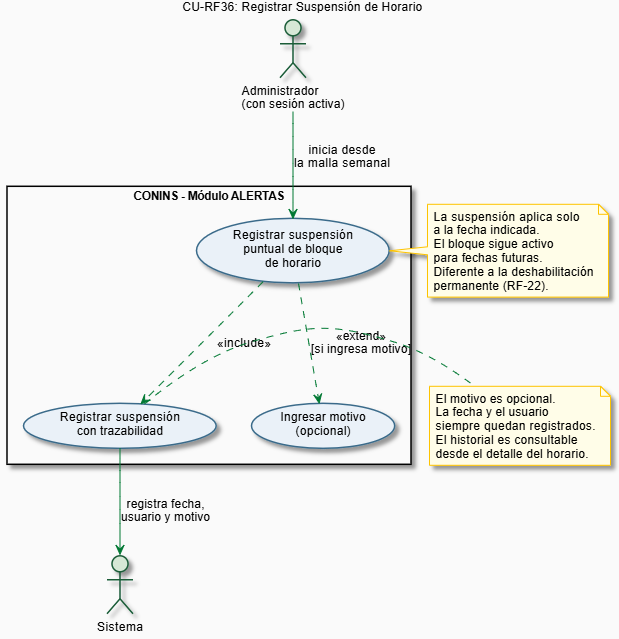 CU-RF36: Registrar Suspensión de Horario
Administrador
(con sesión activa)
inicia desde
la malla semanal
CONINS - Módulo ALERTAS
Registrar suspensión
puntual de bloque
de horario
La suspensión aplica solo
a la fecha indicada.
El bloque sigue activo
para fechas futuras.
Diferente a la deshabilitación
permanente (RF-22).
«include»
«extend»
[si ingresa motivo]
Registrar suspensión
con trazabilidad
Ingresar motivo
(opcional)
El motivo es opcional.
La fecha y el usuario
siempre quedan registrados.
El historial es consultable
desde el detalle del horario.
registra fecha,
usuario y motivo
Sistema